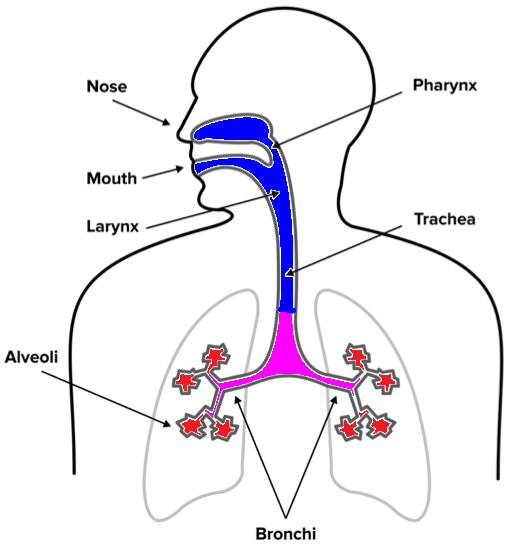 Nose
Pharynx
Mouth
Larynx
Trachea
Alveoli
Bronchi